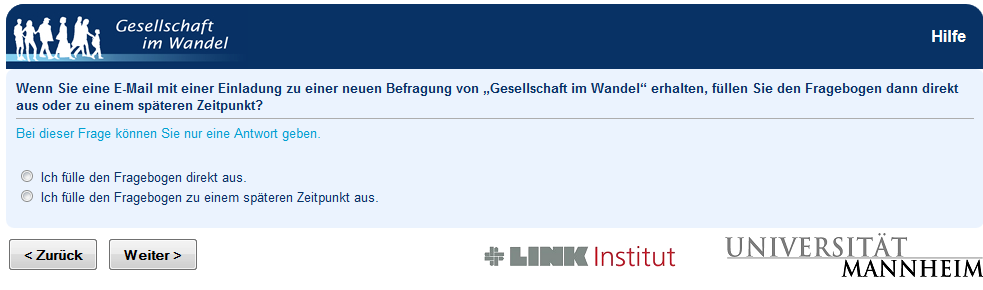 Gesellschaft
im Wandel
Hilfe
Wenn Sie eine E-Mail mit einer Einladung zu einer neuen Befragung von „Gesellschaft im Wandel“ erhalten, füllen Sie den Fragebogen dann direkt
aus oder zu einem späteren Zeitpunkt?
Bei dieser Frage können Sie nur eine Antwort geben.
Ich fülle den Fragebogen direkt aus.
Ich fülle den Fragebogen zu einem späteren Zeitpunkt aus.
< Zurück
Weiter >
LINK Institut
UNIVERSITÄT
MANNHEIM